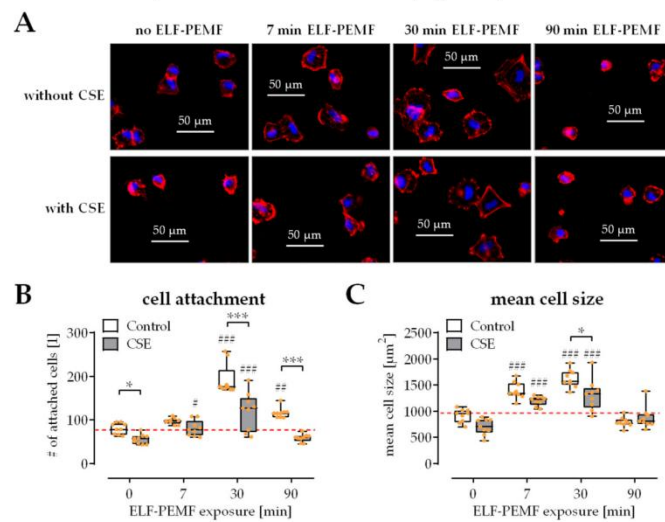 A
no ELF-PEMF 7 min ELF-PEMF 30 min ELF-PEMF 90 min ELF-PEMF
without CSE
50 µm 50 µm 50 µm 50 µm
with CSE
50 µm 50 µm 50 µm 50 µm
B cell attachment
# of attached cells [1]
300
200
100
0
Control
CSE
* # ### *** ### ## ***
0 7 30 90
ELF-PEMF exposure [min]
C mean cell size
mean cell size [µm²]
2500
2000
1500
1000
500
0
Control
CSE
### ### ### * ###
0 7 30 90
ELF-PEMF exposure [min]